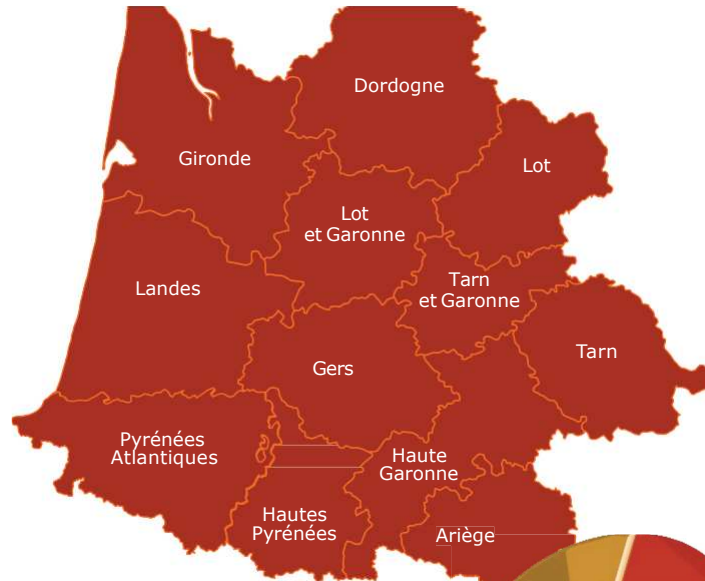 Dordogne
Gironde
Lot
Lot
et Garonne
Landes
Tarn
et Garonne
Tarn
Gers
Pyrénées
Atlantiques
Haute
Garonne
Hautes
Pyrénées
Ariège